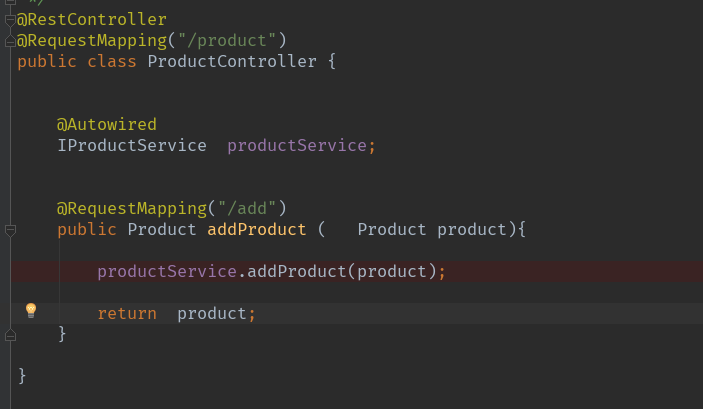 */
@RestController
@RequestMapping("/product")
public class ProductController {
@Autowired
IProductService  productService;
@RequestMapping("/add")
public Product addProduct (   Product product){
productService.addProduct(product);
return  product;
}
}